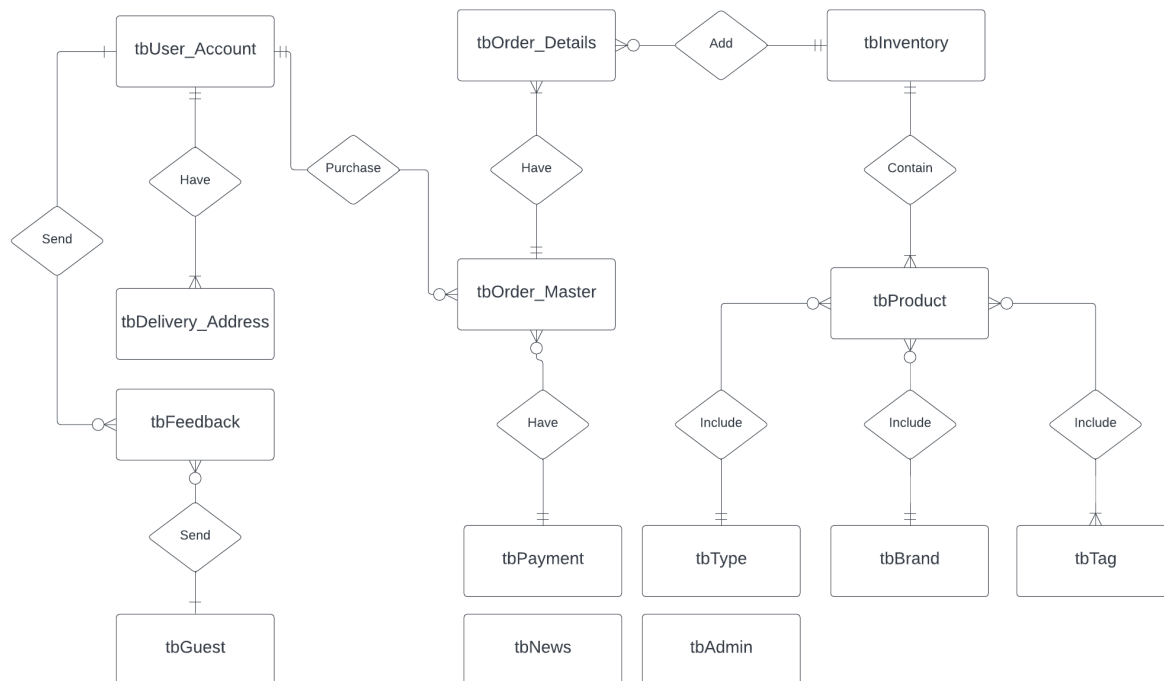 tbUser_Account
tbOrder_Details
Add
tbInventory
Have
Purchase
Have
Contain
Send
tbDelivery_Address
tbOrder_Master
tbProduct
tbFeedback
Have
Include
Include
Include
Send
tbPayment
tbType
tbBrand
tbTag
tbGuest
tbNews
tbAdmin